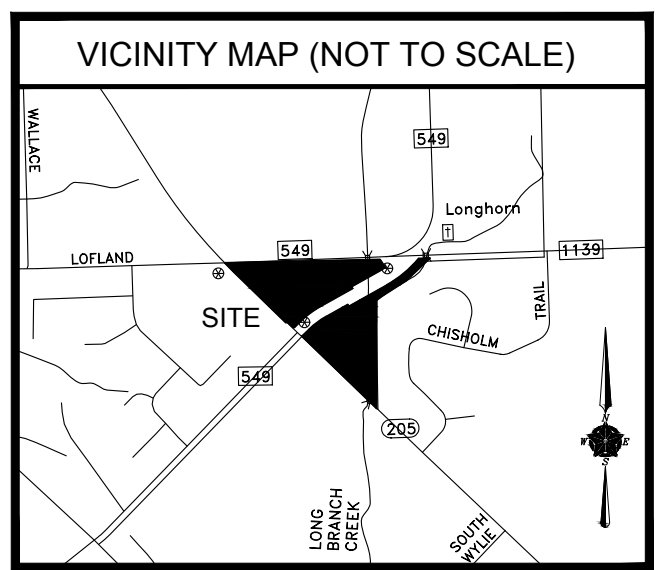 VICINITY MAP (NOT TO SCALE)
WALLACE
549
Longhorn
549
1139
LOFLAND
TRAIL
SITE
CHISHOLM
549
205
N
W E
S
LONG
BRANCH
CREEK
SOUTH
WYLIE